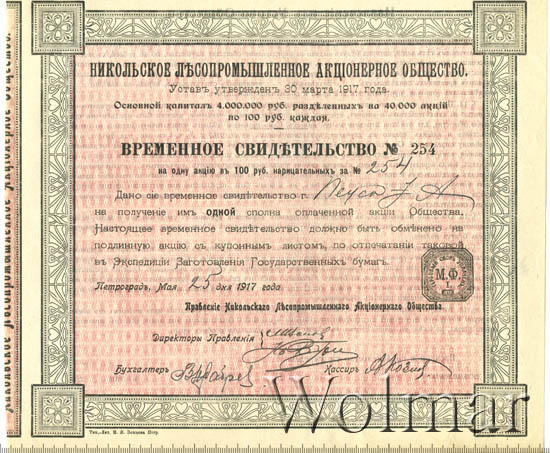 Никольское Лѣсопромышленное Акціонерное Общество.
НИКОЛЬСКОЕ ЛѢСОПРОМЫШЛЕННОЕ АКЦІОНЕРНОЕ ОБЩЕСТВО.
Уставъ утвержденъ 30 марта 1917 года.
Основной капиталъ 4.000.000 руб. раздѣленныхъ на 40.000 акцій
по 100 руб. каждая.
ВРЕМЕННОЕ СВИДѢТЕЛЬСТВО № 254
на одну акцію въ 100 руб. нарицательныхъ за № 254
Дано сіе временное свидѣтельство г.
на полученіе имъ ОДНОЙ сполна оплаченной акціи Общества.
Настоящее временное свидѣтельство должно быть обмѣнено на
подлинную акцію съ купоннымъ листомъ, по отпечатаніи таковой
въ Экспедиціи Заготовленія Государственныхъ бумагъ.
М.Ф.
Петроградъ, Мая 25 дня 1917 года
Правленіе Никольскаго Лѣсопромышленнаго Акціонернаго Общества.
Директоры Правленія
Бухгалтеръ
Кассиръ
Wolmar